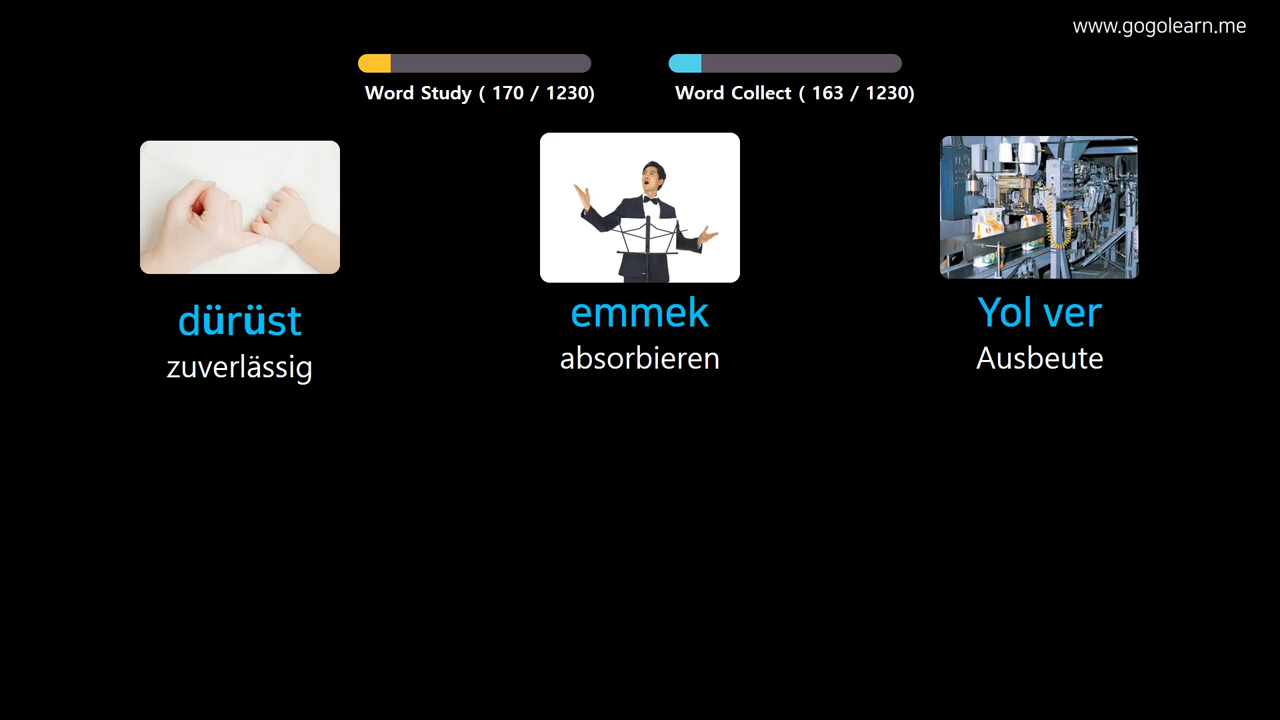 www.gogolearn.me
Word Study ( 170 / 1230)
Word Collect ( 163 / 1230)
dürüst
zuverlässig
emmek
absorbieren
Yol ver
Ausbeute